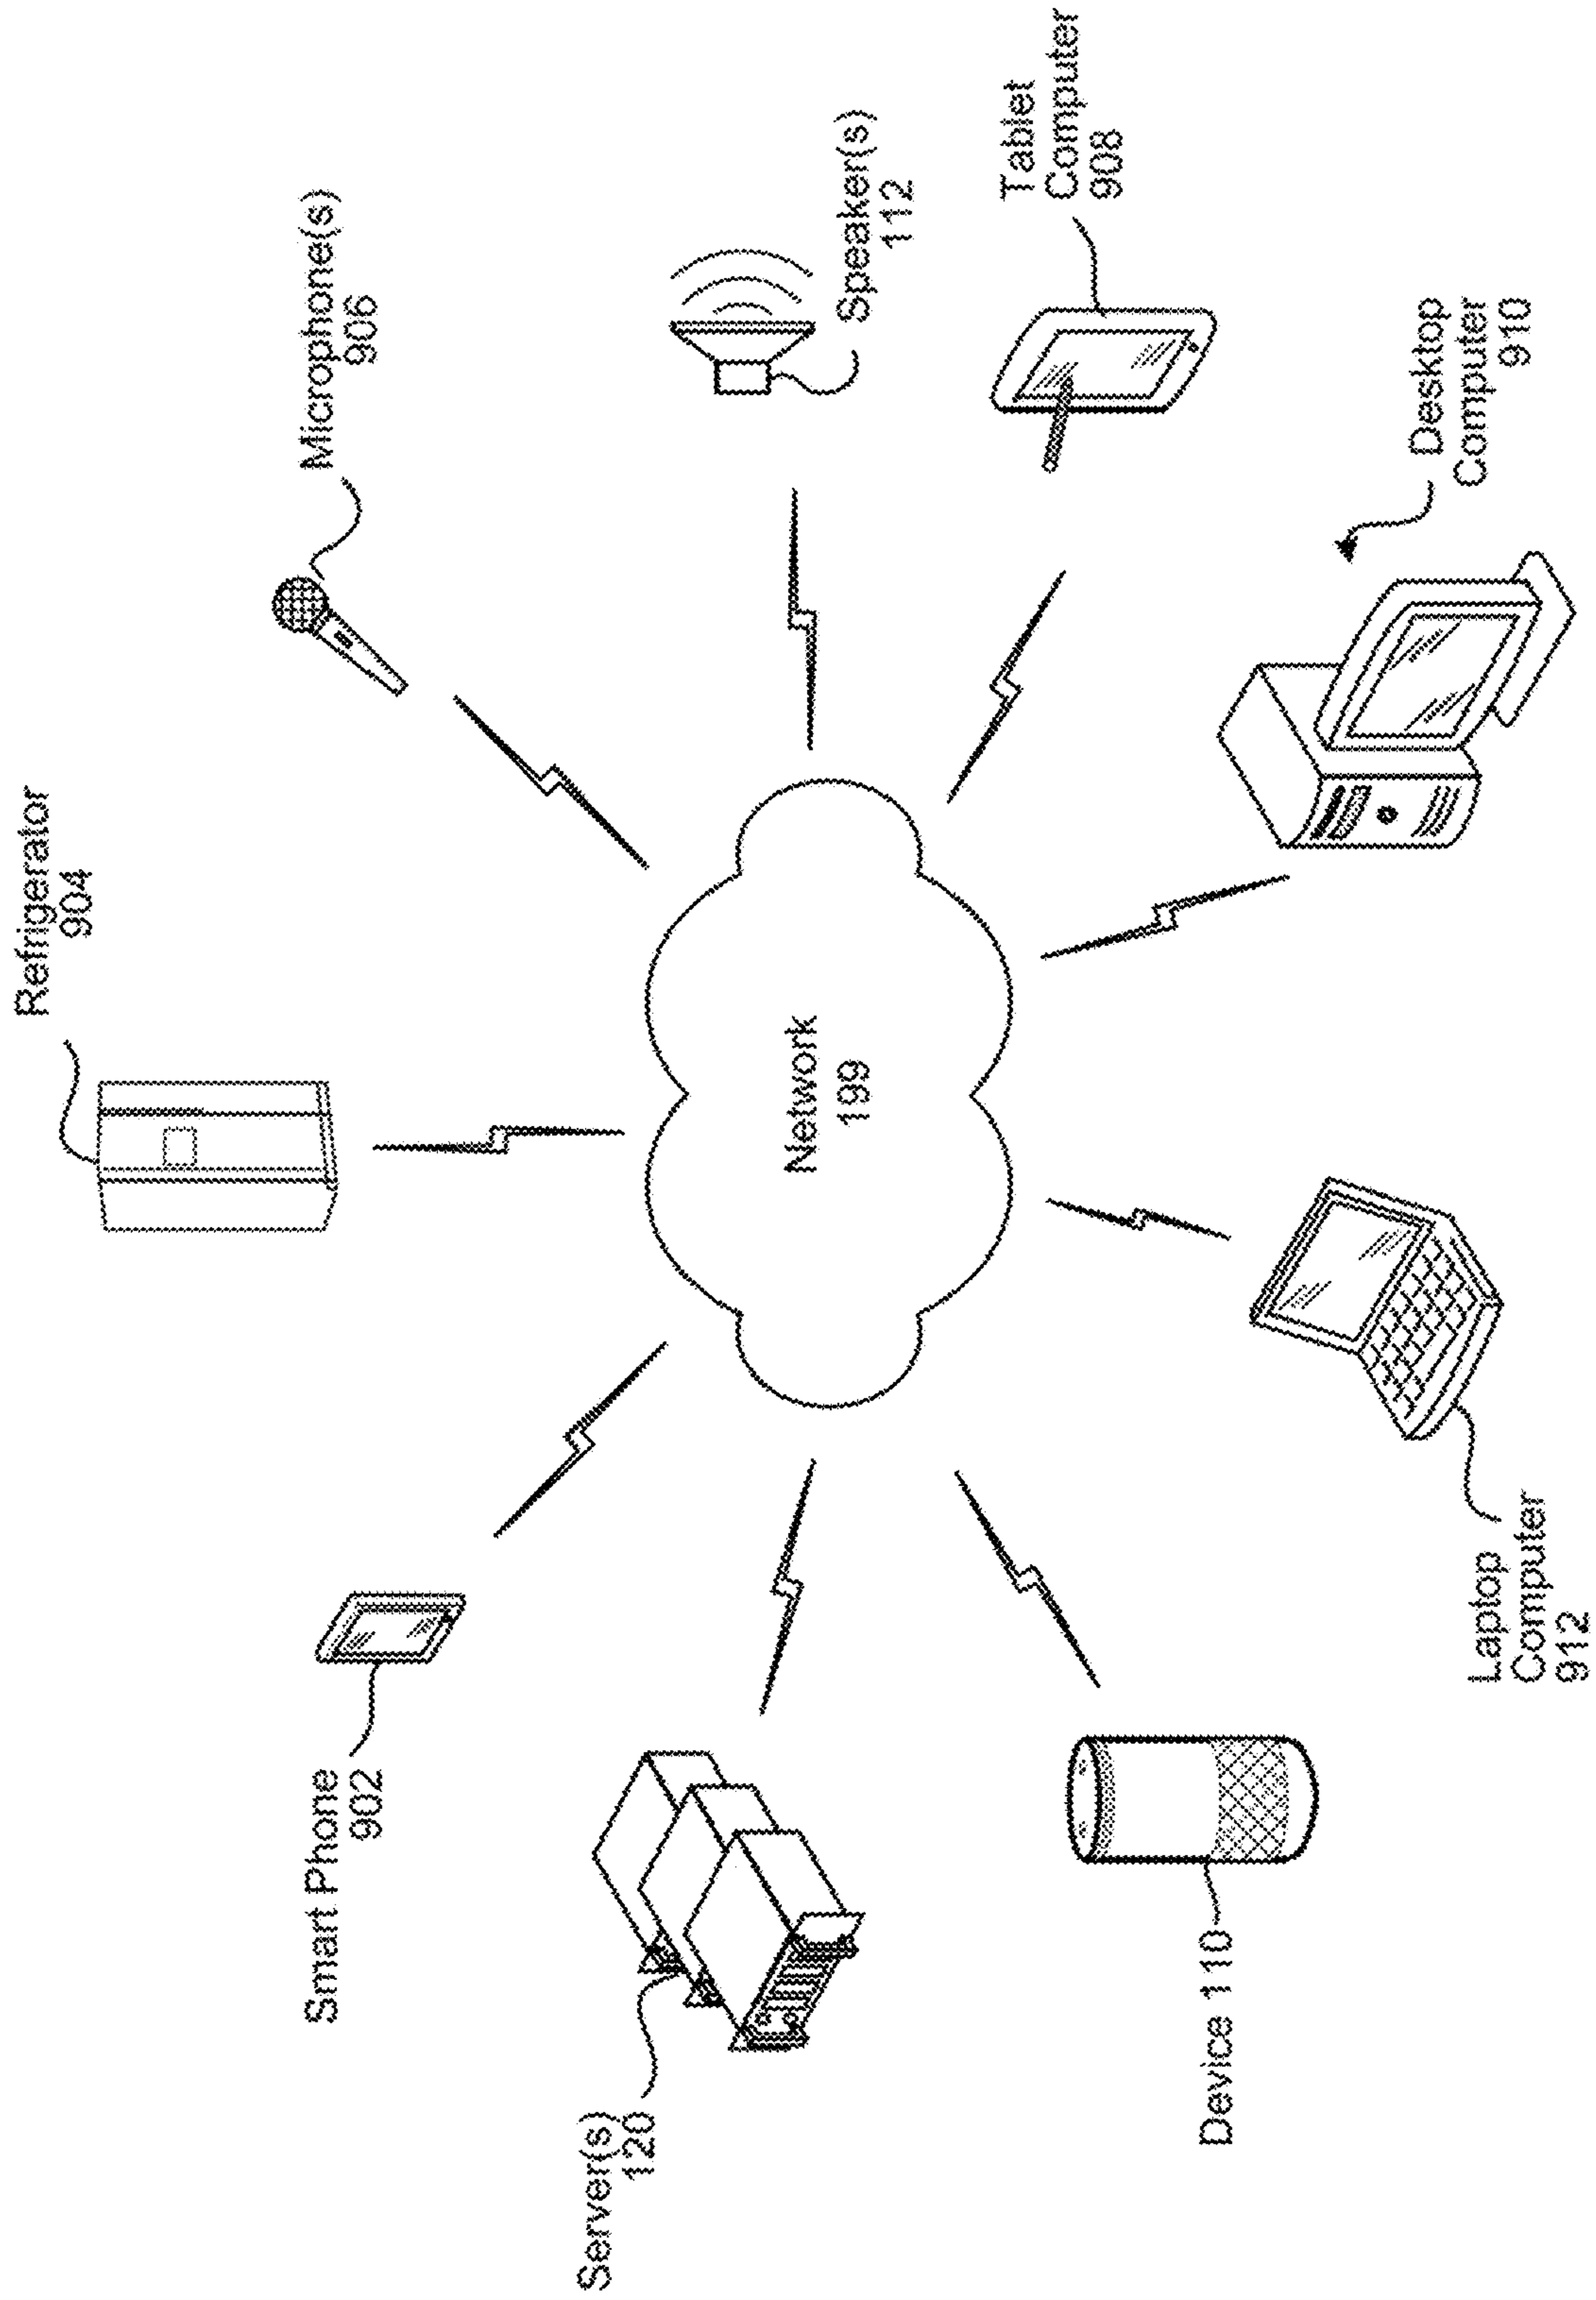 Refrigerator
904
Smart Phone
902
Microphone(s)
906
Server(s)
120
Network
199
Speaker(s)
112
Tablet
Computer
908
Device 110
Laptop
Computer
912
Desktop
Computer
910